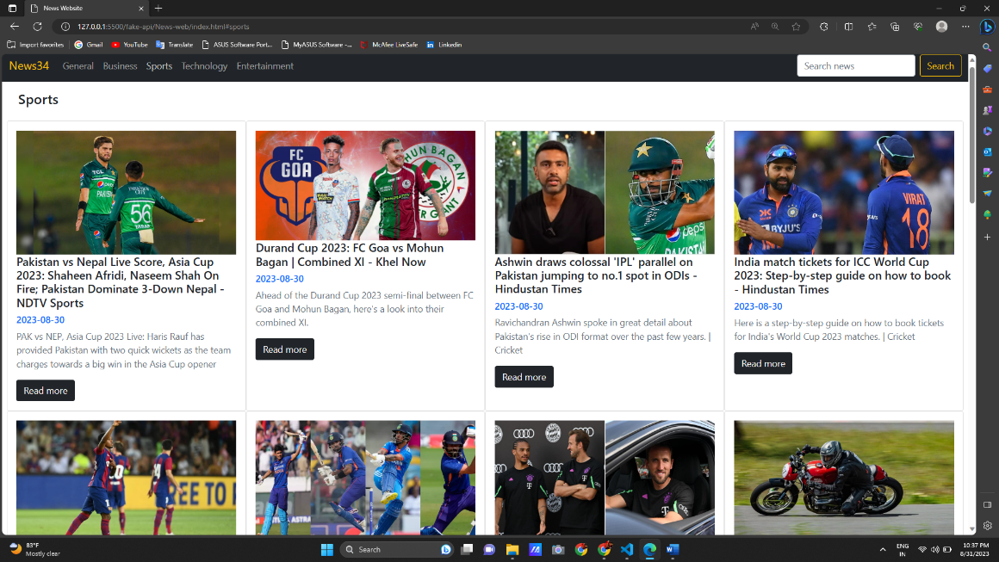 News Website
127.0.0.1:5500/fake-api/News-web/index.html#sports
Import favorites Gmail YouTube Translate ASUS Software Port... MyASUS Software -... McAfee LiveSafe Linkedin
News34 General Business Sports Technology Entertainment Search news Search
Sports
PAKISTAN
56
FC
GOA
HUN BAGAN
BYJU'S
VIRAT
18
pepsi
Pakistan vs Nepal Live Score, Asia Cup
2023: Shaheen Afridi, Naseem Shah On
Fire; Pakistan Dominate 3-Down Nepal -
NDTV Sports
2023-08-30
PAK vs NEP, Asia Cup 2023 Live: Haris Rauf has
provided Pakistan with two quick wickets as the team
charges towards a big win in the Asia Cup opener
Read more
Durand Cup 2023: FC Goa vs Mohun
Bagan | Combined XI - Khel Now
2023-08-30
Ahead of the Durand Cup 2023 semi-final between FC
Goa and Mohun Bagan, here's a look into their
combined XI.
Read more
Ashwin draws colossal 'IPL' parallel on
Pakistan jumping to no.1 spot in ODIs -
Hindustan Times
2023-08-30
Ravichandran Ashwin spoke in great detail about
Pakistan's rise in ODI format over the past few years. |
Cricket
Read more
India match tickets for ICC World Cup
2023: Step-by-step guide on how to book
- Hindustan Times
2023-08-30
Here is a step-by-step guide on how to book tickets
for India's World Cup 2023 matches. | Cricket
Read more
83°F
Mostly clear
Search
ENG
IN
10:37 PM
8/31/2023